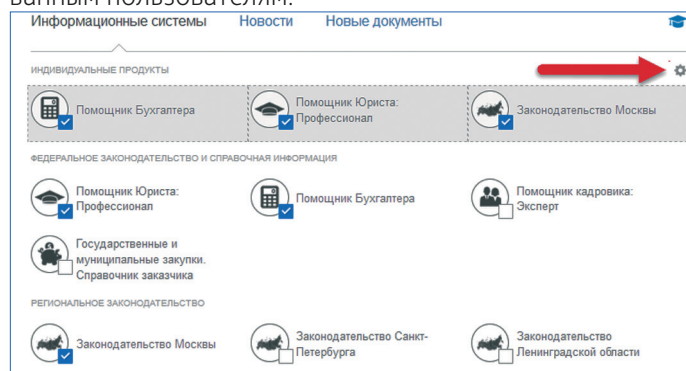 ванным пользователям.
Информационные системы Новости Новые документы
ИНДИВИДУАЛЬНЫЕ ПРОДУКТЫ
Помощник Бухгалтера
Помощник Юриста:
Профессионал
Законодательство Москвы
ФЕДЕРАЛЬНОЕ ЗАКОНОДАТЕЛЬСТВО И СПРАВОЧНАЯ ИНФОРМАЦИЯ
Помощник Юриста:
Профессионал
Помощник Бухгалтера
Помощник кадровика:
Эксперт
Государственные и
муниципальные закупки.
Справочник заказчика
РЕГИОНАЛЬНОЕ ЗАКОНОДАТЕЛЬСТВО
Законодательство Москвы
Законодательство Санкт-
Петербурга
Законодательство
Ленинградской области